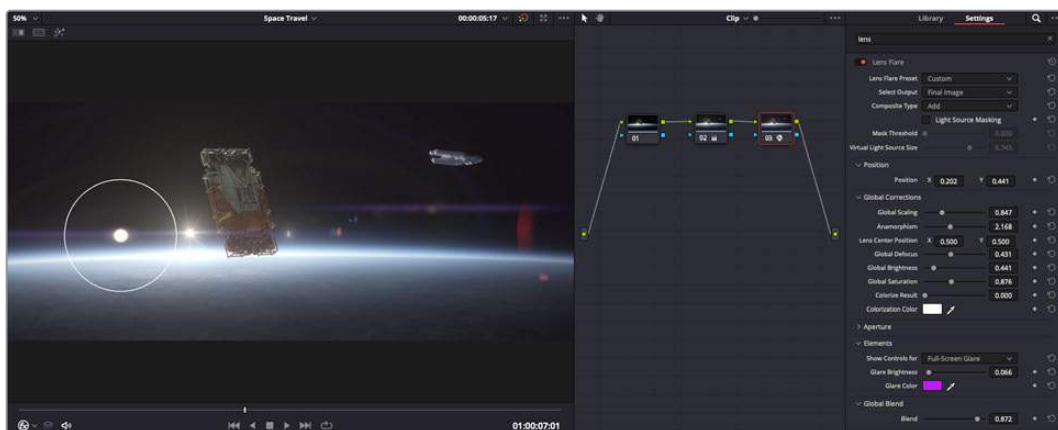 50%
Space Travel
00:00:05:17
Clip
Library
Settings
lens
Lens Flare
Lens Flare Preset
Custom
Select Output
Final Image
Composite Type
Add
Light Source Masking
Mask Threshold
Virtual Light Source Size
0.743
Position
Position X 0.202 Y 0.441
Global Corrections
Global Scaling 0.847
Anamorphism 2.168
Lens Center Position X 0.500 Y 0.500
Global Defocus 0.431
Global Brightness 0.441
Global Saturation 0.876
Colorize Result 0.000
Colorization Color
Aperture
Elements
Show Controls for Full-Screen Glare
Glare Brightness 0.066
Glare Color
Global Blend
Blend 0.872
01
02
03
01:00:07:01